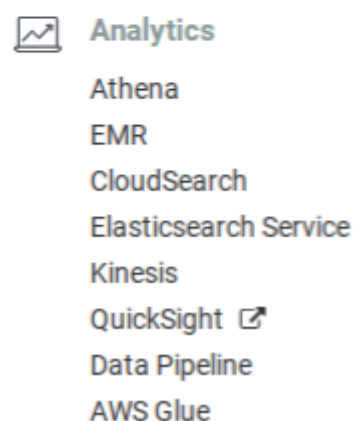 Analytics
Athena
EMR
CloudSearch
Elasticsearch Service
Kinesis
QuickSight
Data Pipeline
AWS Glue